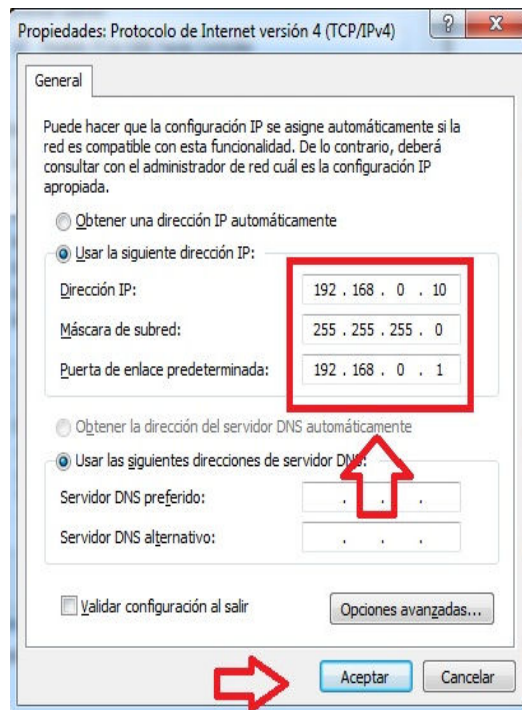 Propiedades: Protocolo de Internet versión 4 (TCP/IPv4)
General
Puede hacer que la configuración IP se asigne automáticamente si la
red es compatible con esta funcionalidad. De lo contrario, deberá
consultar con el administrador de red cuál es la configuración IP
apropiada.
Obtener una dirección IP automáticamente
Usar la siguiente dirección IP:
Dirección IP: 192 . 168 . 0 . 10
Máscara de subred: 255 . 255 . 255 . 0
Puerta de enlace predeterminada: 192 . 168 . 0 . 1
Obtener la dirección del servidor DNS automáticamente
Usar las siguientes direcciones de servidor DNS:
Servidor DNS preferido: . . .
Servidor DNS alternativo: . . .
Validar configuración al salir
Opciones avanzadas...
Aceptar Cancelar